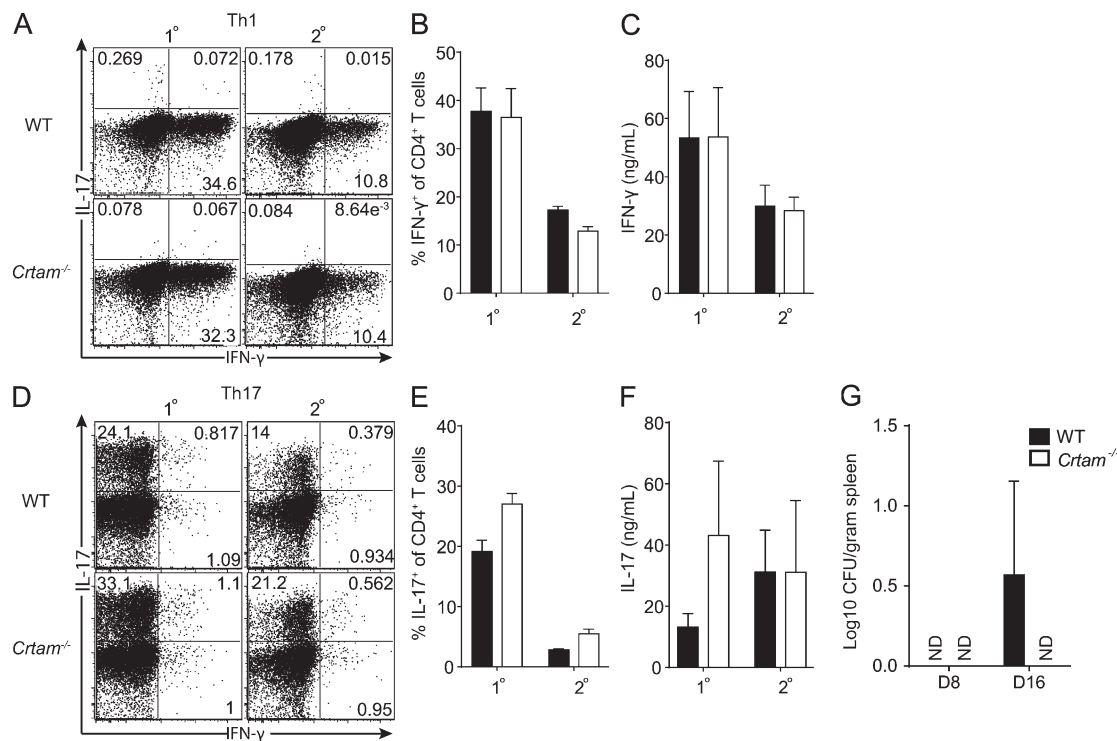 A
Th1
1°
2°
WT
0.269
0.072
0.178
0.015
34.6
10.8
Crtam-/-
0.078
0.067
0.084
8.64e-3
32.3
10.4
IL-17
IFN-γ
B
% IFN-γ+ of CD4+ T cells
50
40
30
20
10
0
1°
2°
C
IFN-γ (ng/mL)
80
60
40
20
0
1°
2°
D
Th17
1°
2°
WT
24.1
0.817
14
0.379
1.09
0.934
Crtam-/-
33.1
1.1
21.2
0.562
1
0.95
IL-17
IFN-γ
E
% IL-17+ of CD4+ T cells
40
30
20
10
0
1°
2°
F
IL-17 (ng/mL)
80
60
40
20
0
1°
2°
G
WT
Crtam-/-
Log10 CFU/gram spleen
1.5
1.0
0.5
0.0
ND
ND
ND
D8
D16